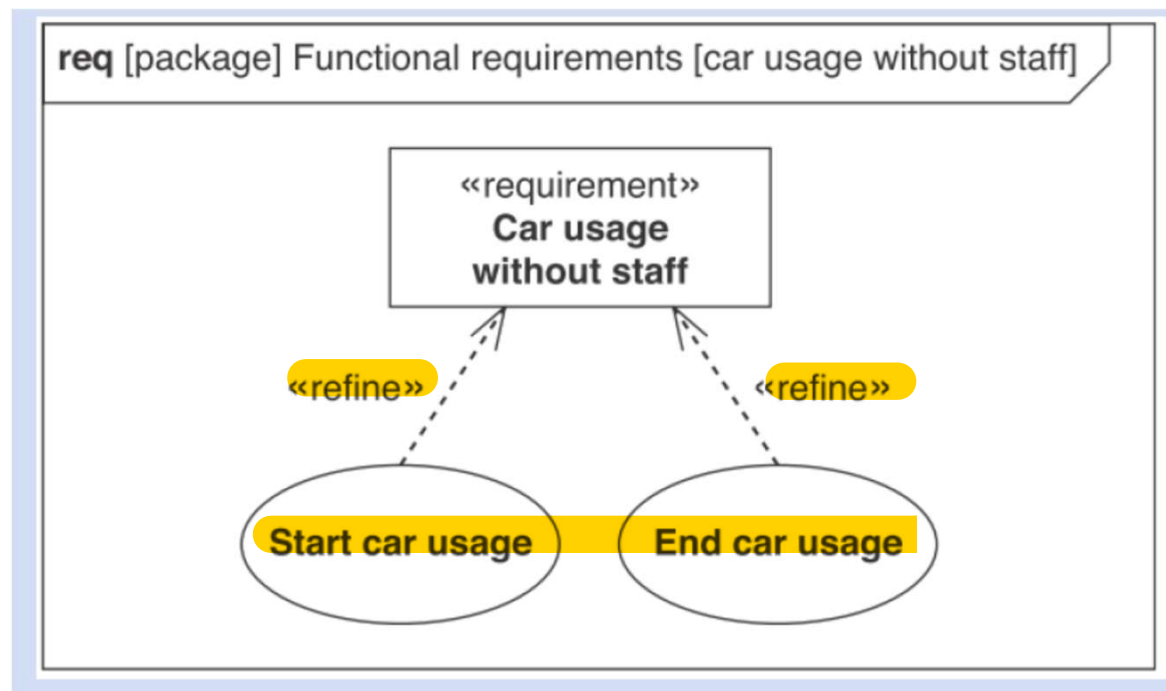 req [package] Functional requirements [car usage without staff]
«requirement»
Car usage
without staff
«refine» «refine»
Start car usage End car usage